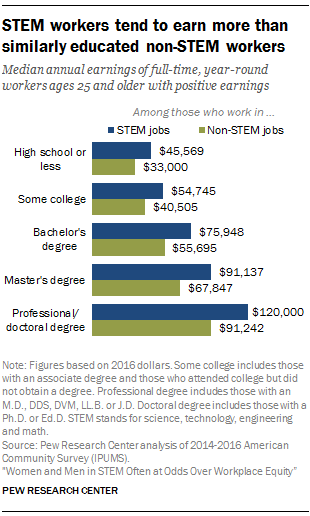 STEM workers tend to earn more than
similarly educated non-STEM workers
Median annual earnings of full-time, year-round
workers ages 25 and older with positive earnings
Among those who work in ...
STEM jobs Non-STEM jobs
High school or
less
$45,569
$33,000
Some college
$54,745
$40,505
Bachelor's
degree
$75,948
$55,695
Master's degree
$91,137
$67,847
Professional/
doctoral degree
$120,000
$91,242
Note: Figures based on 2016 dollars. Some college includes those
with an associate degree and those who attended college but did
not obtain a degree. Professional degree includes those with an
M.D., DDS, DVM, LL.B. or J.D. Doctoral degree includes those with a
Ph.D. or Ed.D. STEM stands for science, technology, engineering
and math.
Source: Pew Research Center analysis of 2014-2016 American
Community Survey (IPUMS).
"Women and Men in STEM Often at Odds Over Workplace Equity"
PEW RESEARCH CENTER